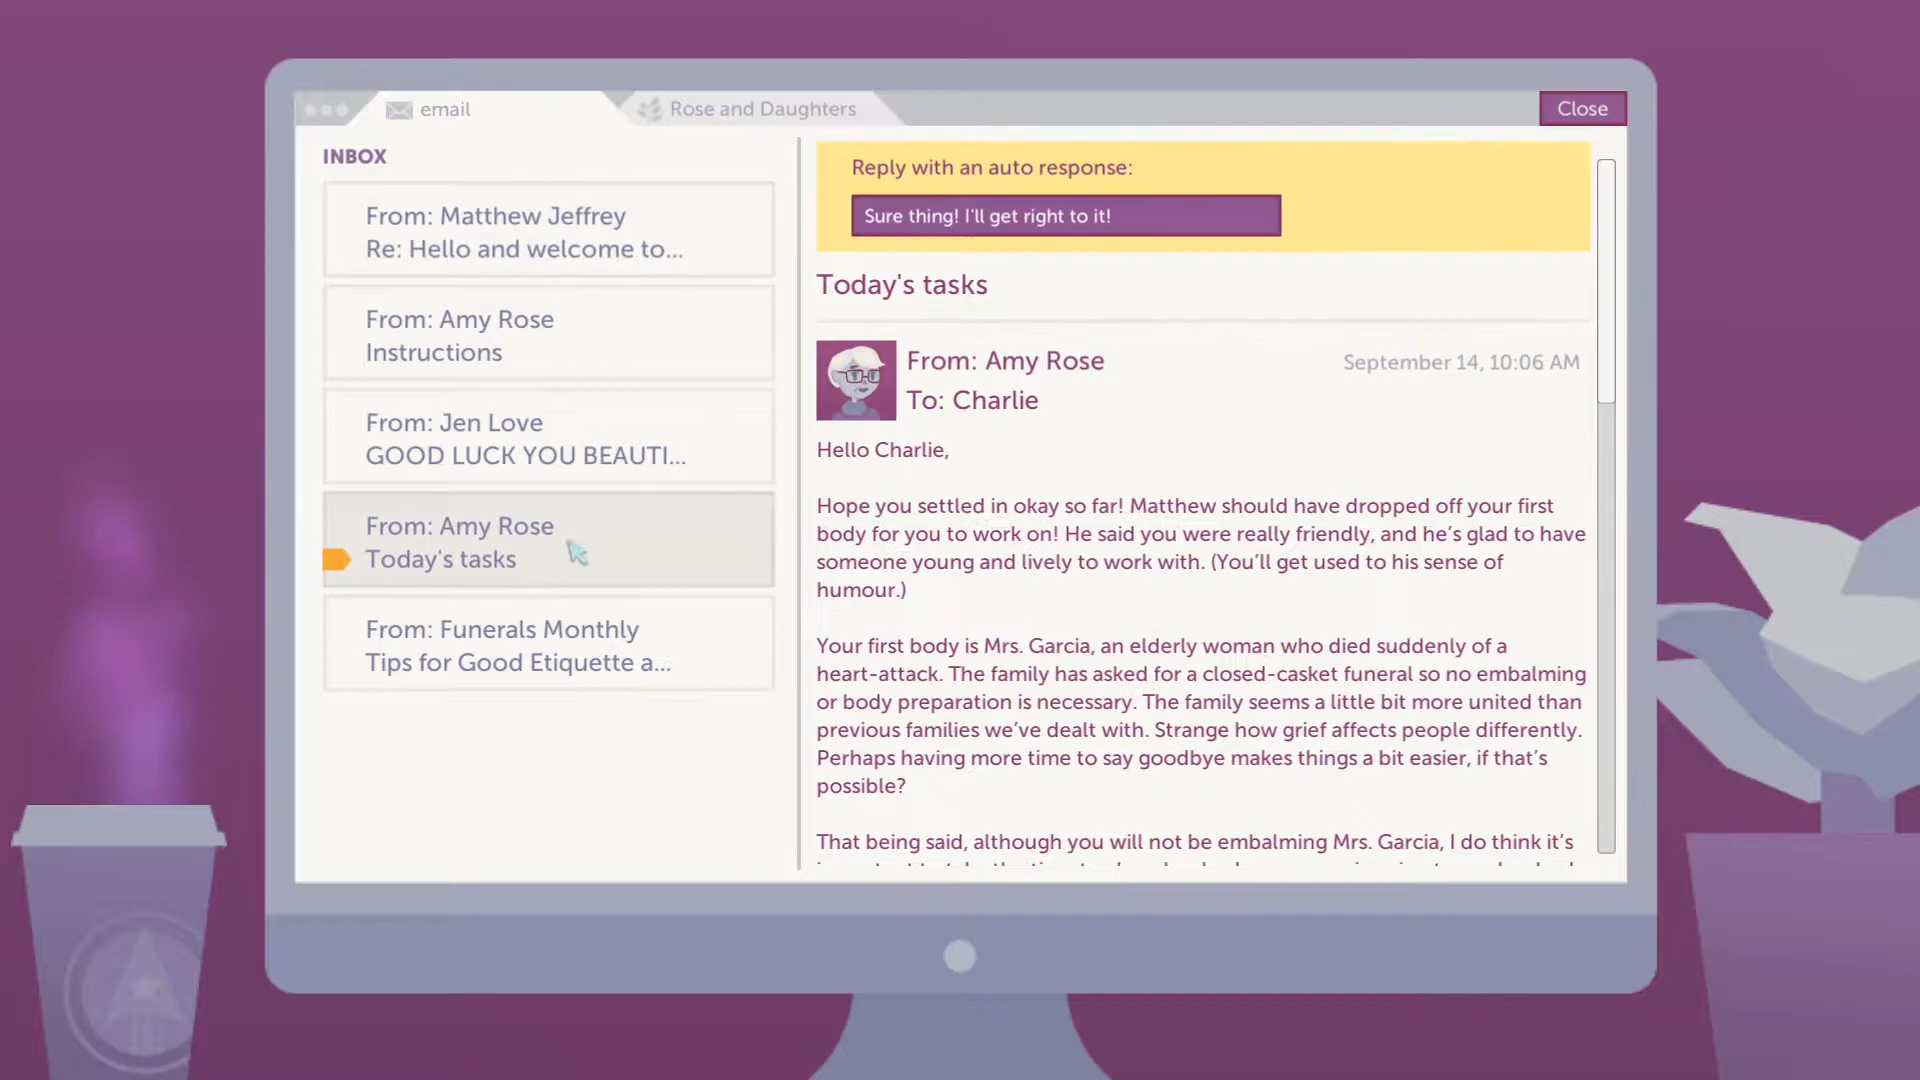 email
Rose and Daughters
Close
INBOX
From: Matthew Jeffrey
Re: Hello and welcome to...
From: Amy Rose
Instructions
From: Jen Love
GOOD LUCK YOU BEAUTI...
From: Amy Rose
Today's tasks
From: Funerals Monthly
Tips for Good Etiquette a...
Reply with an auto response:
Sure thing! I'll get right to it!
Today's tasks
From: Amy Rose
September 14, 10:06 AM
To: Charlie
Hello Charlie,
Hope you settled in okay so far! Matthew should have dropped off your first
body for you to work on! He said you were really friendly, and he’s glad to have
someone young and lively to work with. (You’ll get used to his sense of
humour.)
Your first body is Mrs. Garcia, an elderly woman who died suddenly of a
heart-attack. The family has asked for a closed-casket funeral so no embalming
or body preparation is necessary. The family seems a little bit more united than
previous families we’ve dealt with. Strange how grief affects people differently.
Perhaps having more time to say goodbye makes things a bit easier, if that’s
possible?
That being said, although you will not be embalming Mrs. Garcia, I do think it’s